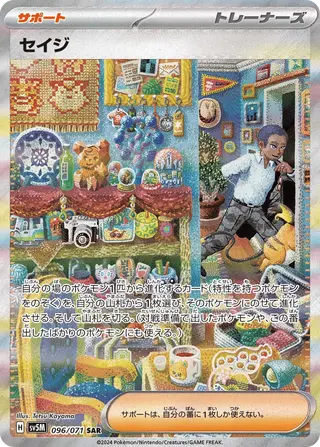 サポート
トレーナーズ
セイジ
自分の場のポケモン1匹から進化するカード（特性を持つポケモン
をのぞく）を、自分の山札から1枚選び、そのポケモンにのせて進化
させる。そして山札を切る。（対戦準備で出したポケモンや、この番に
出したばかりのポケモンにも使える。）
Illus. Tetsu Kayama
H SV5M 096/071 SAR
サポートは、自分の番に1枚しか使えない。
©2024 Pokémon/Nintendo/Creatures/GAME FREAK.